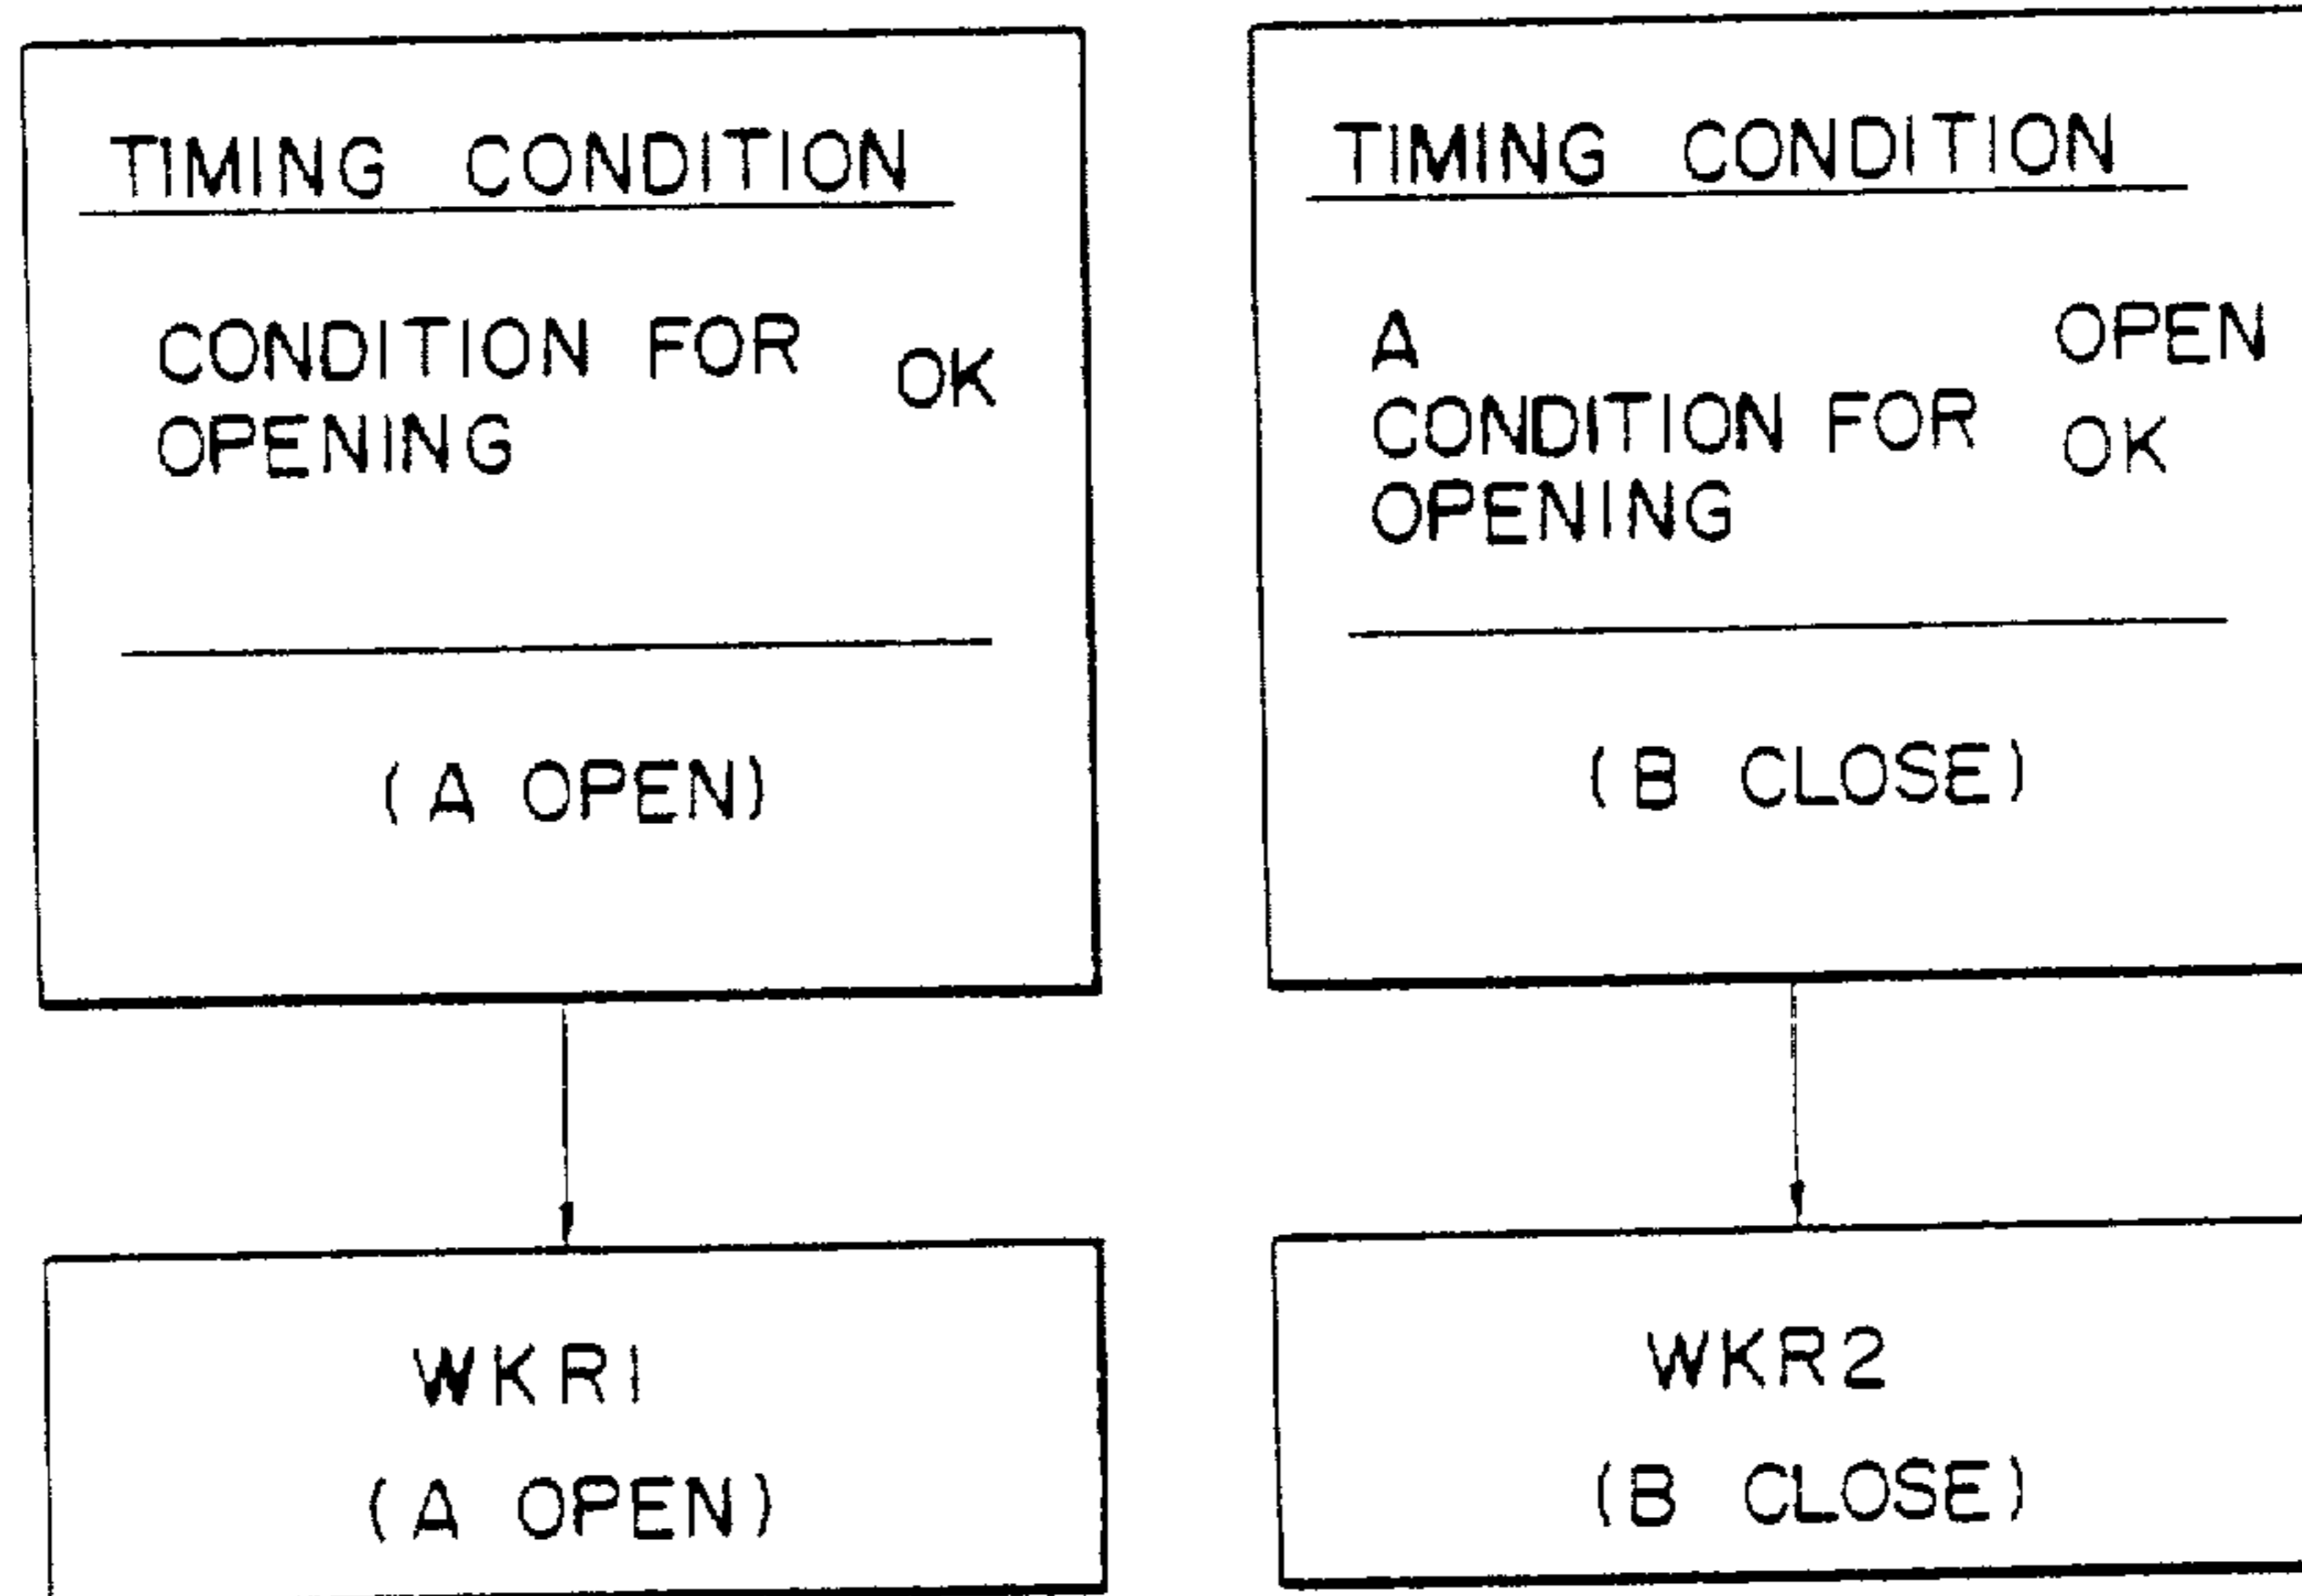 TIMING CONDITION
CONDITION FOR OK
OPENING
(A OPEN)
WKR1
(A OPEN)
TIMING CONDITION
A OPEN
CONDITION FOR OK
OPENING
(B CLOSE)
WKR2
(B CLOSE)